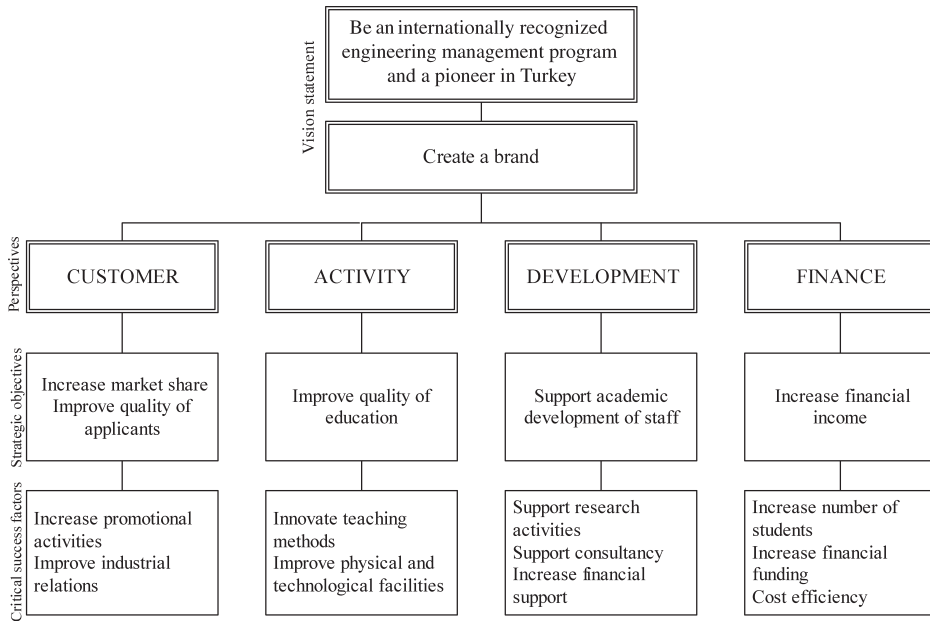 Vision statement
Be an internationally recognized
engineering management program
and a pioneer in Turkey
Create a brand
Perspectives
CUSTOMER
ACTIVITY
DEVELOPMENT
FINANCE
Strategic objectives
Increase market share
Improve quality of
applicants
Improve quality of
education
Support academic
development of staff
Increase financial
income
Critical success factors
Increase promotional
activities
Improve industrial
relations
Innovate teaching
methods
Improve physical and
technological facilities
Support research
activities
Support consultancy
Increase financial
support
Increase number of
students
Increase financial
funding
Cost efficiency